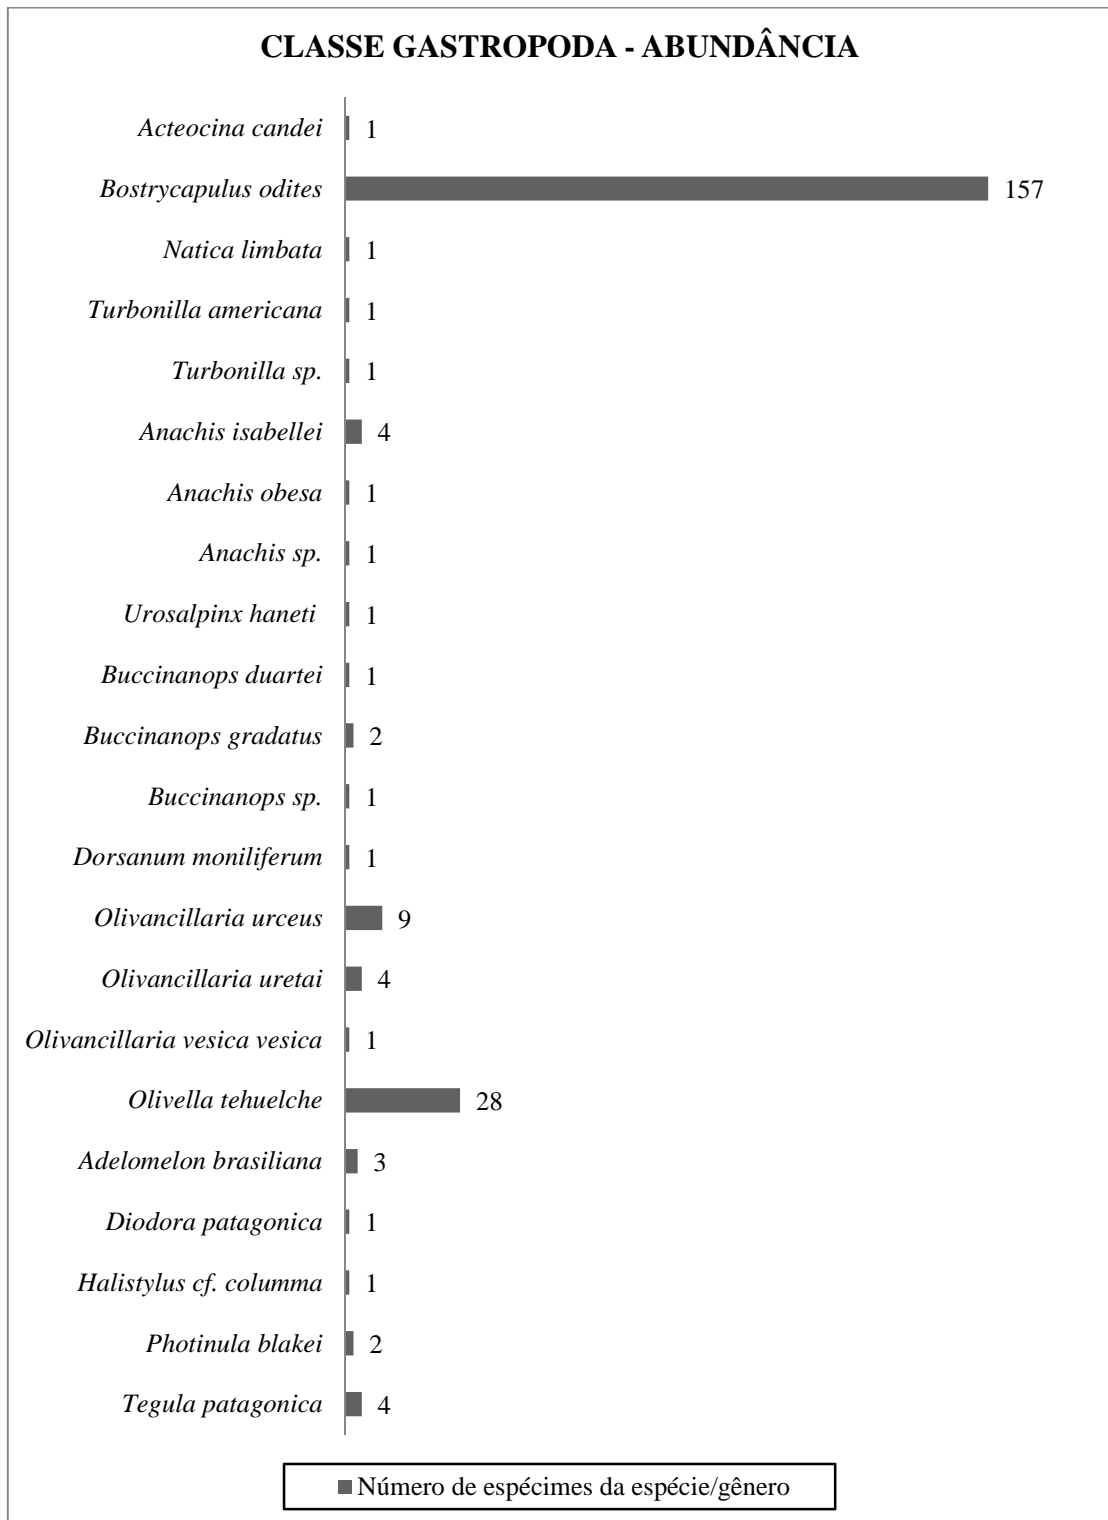 CLASSE GASTROPODA - ABUNDÂNCIA
Acteocina candei 1
Bostrycapulus odites 157
Natica limbata 1
Turbonilla americana 1
Turbonilla sp. 1
Anachis isabellei 4
Anachis obesa 1
Anachis sp. 1
Urosalpinx haneti 1
Buccinanops duartei 1
Buccinanops gradatus 2
Buccinanops sp. 1
Dorsanum moniliferum 1
Olivancillaria urceus 9
Olivancillaria uretai 4
Olivancillaria vesica vesica 1
Olivella tehuelche 28
Adelomelon brasiliana 3
Diodora patagonica 1
Halistylus cf. columma 1
Photinula blakei 2
Tegula patagonica 4
Número de espécimes da espécie/gênero